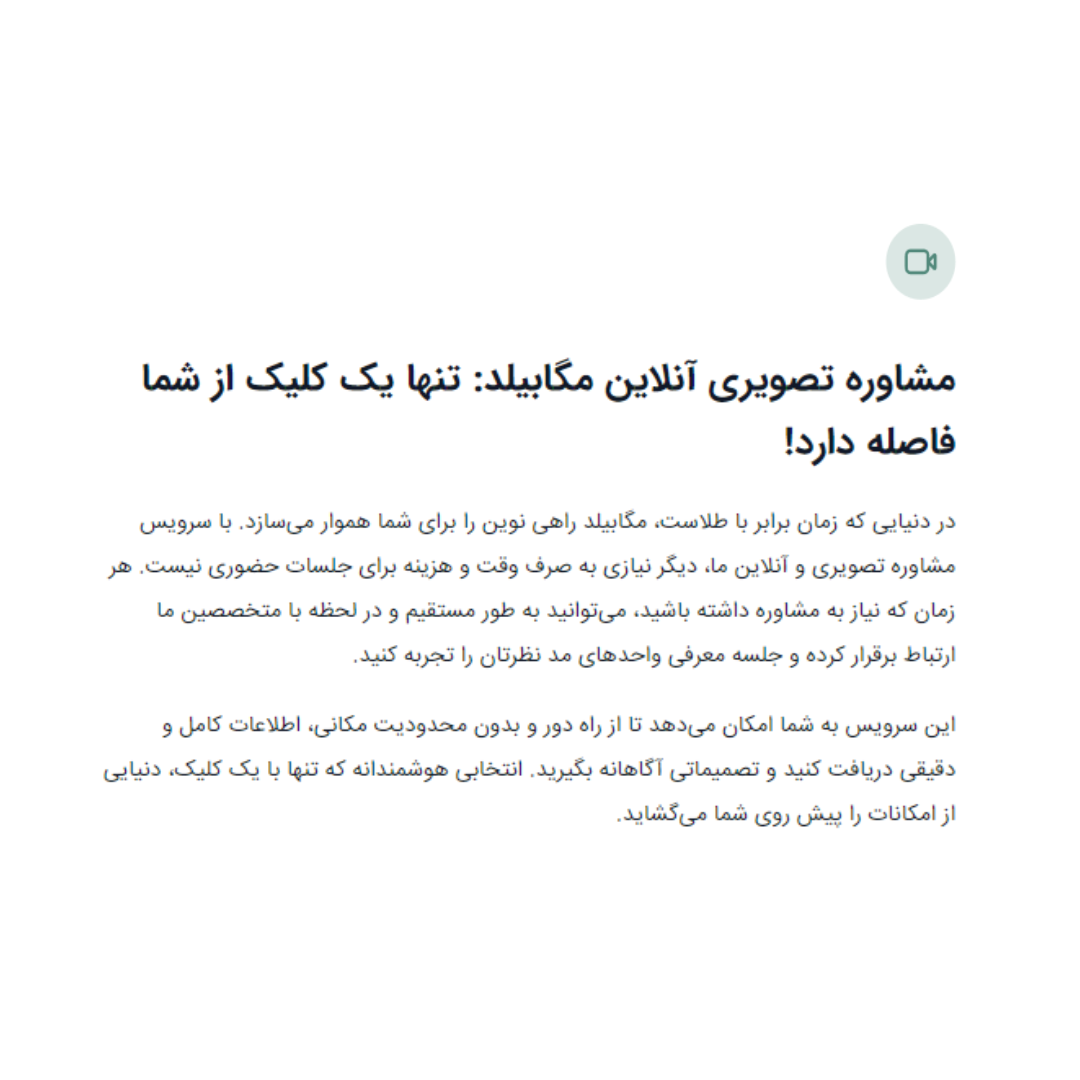 مشاوره تصویری آنلاین مگابیلد: تنها یک کلیک از شما
فاصله دارد!
در دنیایی که زمان برابر با طلاست، مگابیلد راهی نوین را برای شما هموار می‌سازد. با سرویس
مشاوره تصویری و آنلاین ما، دیگر نیازی به صرف وقت و هزینه برای جلسات حضوری نیست. هر
زمان که نیاز به مشاوره داشته باشید، می‌توانید به طور مستقیم و در لحظه با متخصصین ما
ارتباط برقرار کرده و جلسه معرفی واحدهای مد نظرتان را تجربه کنید.
این سرویس به شما امکان می‌دهد تا از راه دور و بدون محدودیت مکانی، اطلاعات کامل و
دقیقی دریافت کنید و تصمیماتی آگاهانه بگیرید. انتخابی هوشمندانه که تنها با یک کلیک، دنیایی
از امکانات را پیش روی شما می‌گشاید.